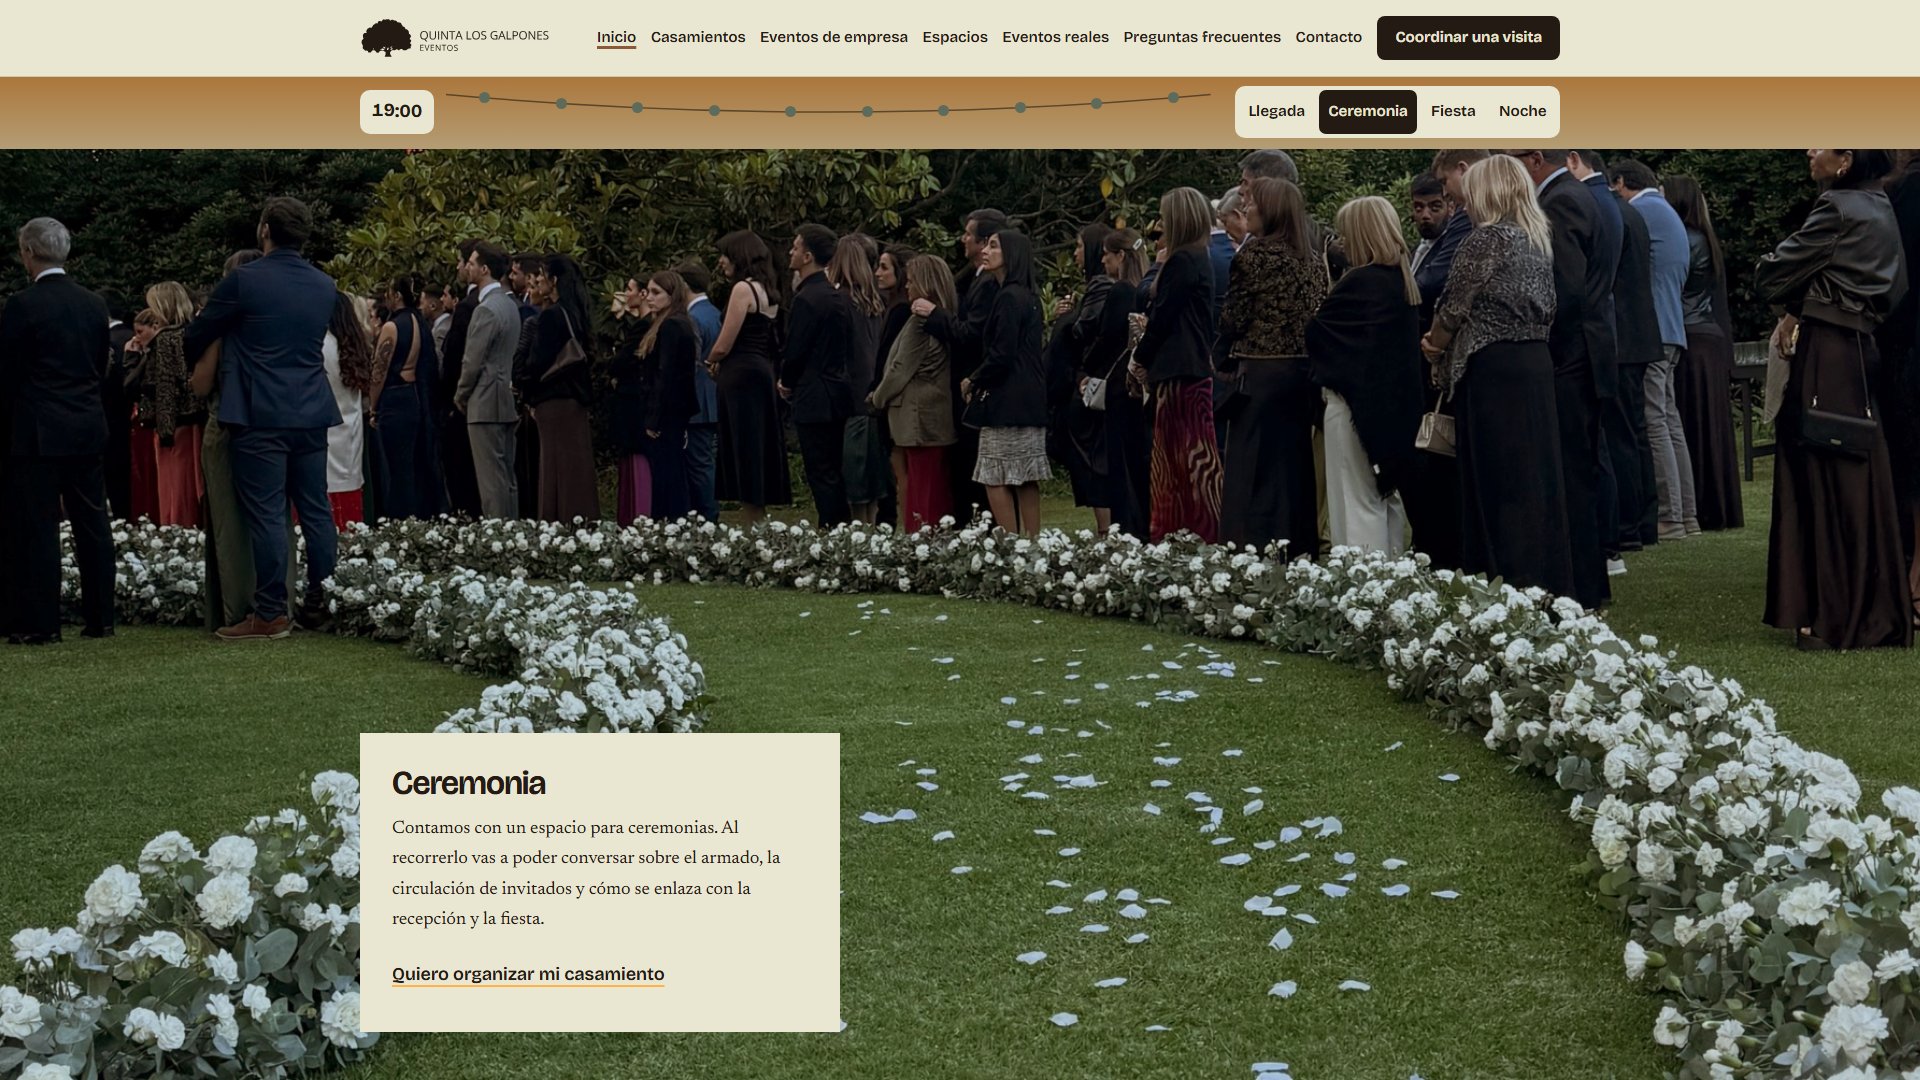 QUINTA LOS GALPONES
EVENTOS
Inicio Casamientos Eventos de empresa Espacios Eventos reales Preguntas frecuentes Contacto Coordinar una visita
19:00
Llegada Ceremonia Fiesta Noche
Ceremonia
Contamos con un espacio para ceremonias. Al
recorrerlo vas a poder conversar sobre el armado, la
circulación de invitados y cómo se enlaza con la
recepción y la fiesta.
Quiero organizar mi casamiento